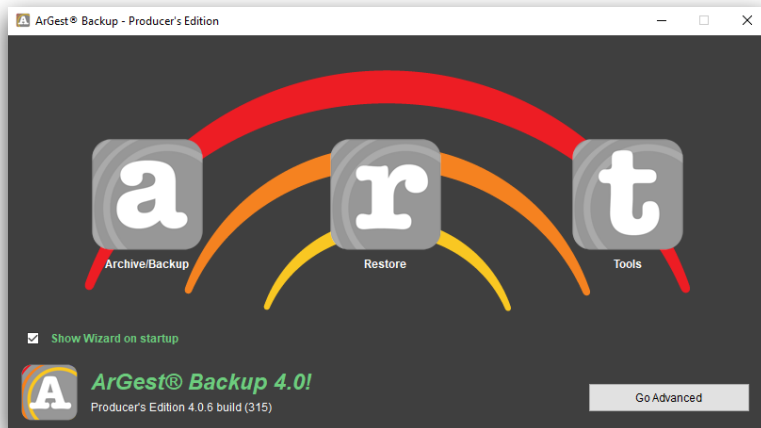 ArGest® Backup - Producer's Edition
a r t
Archive/Backup Restore Tools
Show Wizard on startup
A
ArGest® Backup 4.0!
Producer's Edition 4.0.6 build (315)
Go Advanced